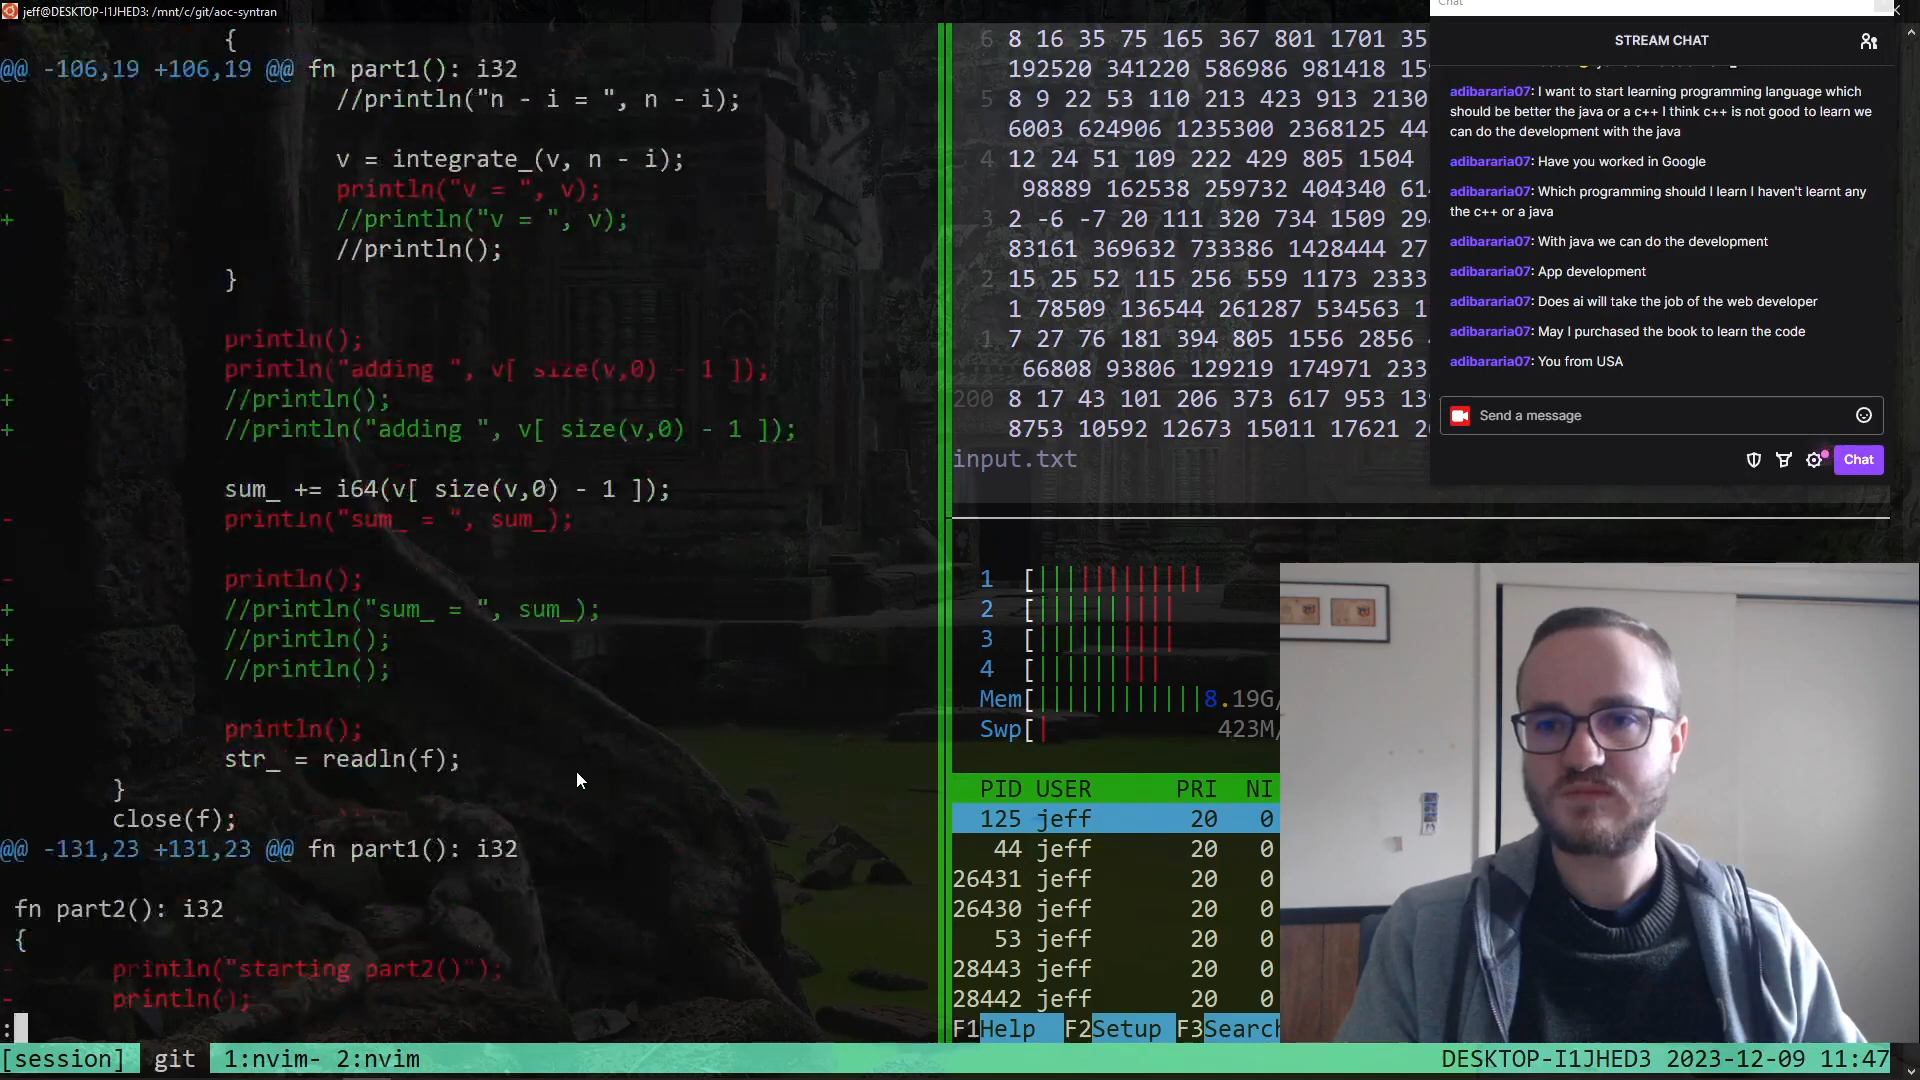 jeff@DESKTOP-I1JHED3: /mnt/c/git/aoc-syntran
{
@@ -106,19 +106,19 @@ fn part1(): i32
//println("n - i = ", n - i);
v = integrate_(v, n - i);
- println("v = ", v);
+ //println("v = ", v);
//println();
}
- println();
- println("adding ", v[ size(v,0) - 1 ]);
+ //println();
+ //println("adding ", v[ size(v,0) - 1 ]);
sum_ += i64(v[ size(v,0) - 1 ]);
- println("sum_ = ", sum_);
- println();
+ //println("sum_ = ", sum_);
+ //println();
+ //println();
- println();
str_ = readln(f);
}
close(f);
@@ -131,23 +131,23 @@ fn part1(): i32
fn part2(): i32
{
- println("starting part2()");
- println();
:
6 8 16 35 75 165 367 801 1701 35
192520 341220 586986 981418 15
5 8 9 22 53 110 213 423 913 2130
6003 624906 1235300 2368125 44
4 12 24 51 109 222 429 805 1504
98889 162538 259732 404340 61
3 2 -6 -7 20 111 320 734 1509 294
83161 369632 733386 1428444 27
2 15 25 52 115 256 559 1173 2333
1 78509 136544 261287 534563 1
1 7 27 76 181 394 805 1556 2856
66808 93806 129219 174971 233
200 8 17 43 101 206 373 617 953 13
8753 10592 12673 15011 17621 2
input.txt
1 [
2 [
3 [
4 [
Mem[ 8.19G/
Swp[ 423M/
PID USER PRI NI
125 jeff 20 0
44 jeff 20 0
26431 jeff 20 0
26430 jeff 20 0
53 jeff 20 0
28443 jeff 20 0
28442 jeff 20 0
F1Help F2Setup F3Search
Chat
STREAM CHAT
adibararia07: I want to start learning programming language which
should be better the java or a c++ I think c++ is not good to learn we
can do the development with the java
adibararia07: Have you worked in Google
adibararia07: Which programming should I learn I haven't learnt any
the c++ or a java
adibararia07: With java we can do the development
adibararia07: App development
adibararia07: Does ai will take the job of the web developer
adibararia07: May I purchased the book to learn the code
adibararia07: You from USA
Send a message
Chat
[session] git 1:nvim- 2:nvim
DESKTOP-I1JHED3 2023-12-09 11:47